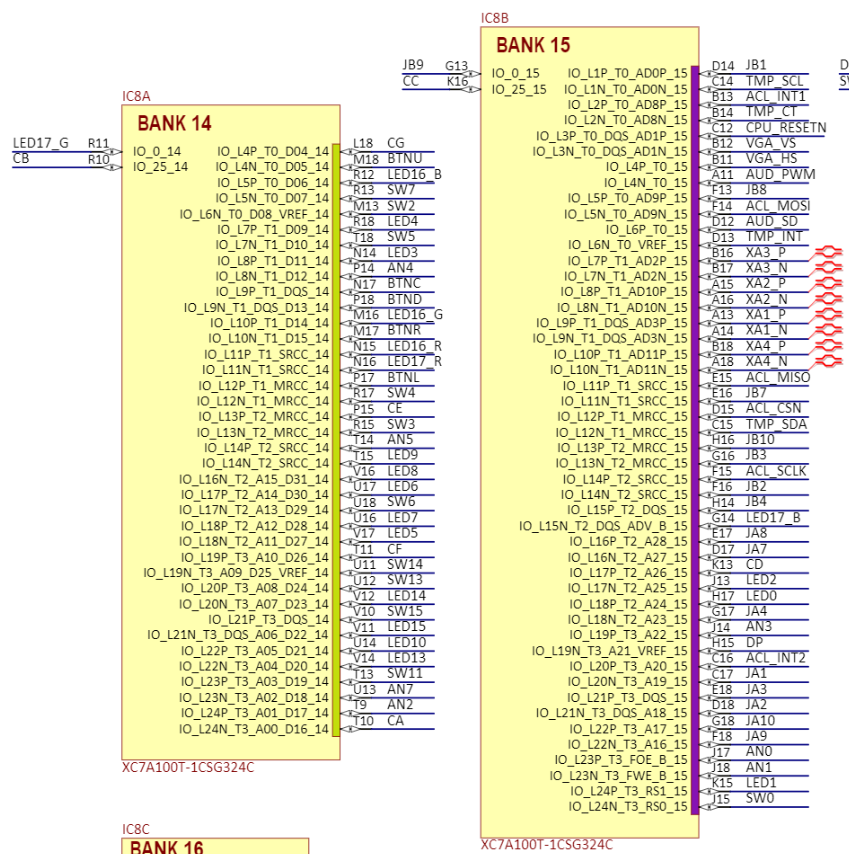 IC8A
BANK 14
LED17_G R11 IO_0_14
CB R10 IO_25_14
IO_L4P_T0_D04_14 L18 CG
IO_L4N_T0_D05_14 M18 BTNU
IO_L5P_T0_D06_14 R12 LED16_B
IO_L5N_T0_D07_14 R13 SW7
IO_L6N_T0_D08_VREF_14 M13 SW2
IO_L7P_T1_D09_14 R18 LED4
IO_L7N_T1_D10_14 T18 SW5
IO_L8P_T1_D11_14 N14 LED3
IO_L8N_T1_D12_14 P14 AN4
IO_L9P_T1_DQS_14 N17 BTNC
IO_L9N_T1_DQS_D13_14 P18 BTND
IO_L10P_T1_D14_14 M16 LED16_G
IO_L10N_T1_D15_14 M17 BTNR
IO_L11P_T1_SRCC_14 N15 LED16_R
IO_L11N_T1_SRCC_14 N16 LED17_R
IO_L12P_T1_MRCC_14 P17 BTNL
IO_L12N_T1_MRCC_14 R17 SW4
IO_L13P_T2_MRCC_14 P15 CE
IO_L13N_T2_MRCC_14 R15 SW3
IO_L14P_T2_SRCC_14 T14 AN5
IO_L14N_T2_SRCC_14 T15 LED9
IO_L16N_T2_A15_D31_14 V16 LED8
IO_L17P_T2_A14_D30_14 U17 LED6
IO_L17N_T2_A13_D29_14 U18 SW6
IO_L18P_T2_A12_D28_14 U16 LED7
IO_L18N_T2_A11_D27_14 V17 LED5
IO_L19P_T3_A10_D26_14 T11 CF
IO_L19N_T3_A09_D25_VREF_14 U11 SW14
IO_L20P_T3_A08_D24_14 U12 SW13
IO_L20N_T3_A07_D23_14 V12 LED14
IO_L21P_T3_DQS_14 V10 SW15
IO_L21N_T3_DQS_A06_D22_14 V11 LED15
IO_L22P_T3_A05_D21_14 U14 LED10
IO_L22N_T3_A04_D20_14 V14 LED13
IO_L23P_T3_A03_D19_14 T13 SW11
IO_L23N_T3_A02_D18_14 U13 AN7
IO_L24P_T3_A01_D17_14 T9 AN2
IO_L24N_T3_A00_D16_14 T10 CA
XC7A100T-1CSG324C
IC8C
BANK 16
IC8B
BANK 15
JB9 G13 IO_0_15
CC K16 IO_25_15
IO_L1P_T0_AD0P_15 D14 JB1
IO_L1N_T0_AD0N_15 C14 TMP_SCL
IO_L2P_T0_AD8P_15 B13 ACL_INT1
IO_L2N_T0_AD8N_15 B14 TMP_CT
IO_L3P_T0_DQS_AD1P_15 C12 CPU_RESETN
IO_L3N_T0_DQS_AD1N_15 B12 VGA_VS
IO_L4P_T0_15 B11 VGA_HS
IO_L4N_T0_15 A11 AUD_PWM
IO_L5P_T0_AD9P_15 F13 JB8
IO_L5N_T0_AD9N_15 F14 ACL_MOSI
IO_L6P_T0_15 D12 AUD_SD
IO_L6N_T0_VREF_15 D13 TMP_INT
IO_L7P_T1_AD2P_15 B16 XA3_P
IO_L7N_T1_AD2N_15 B17 XA3_N
IO_L8P_T1_AD10P_15 A15 XA2_P
IO_L8N_T1_AD10N_15 A16 XA2_N
IO_L9P_T1_DQS_AD3P_15 A13 XA1_P
IO_L9N_T1_DQS_AD3N_15 A14 XA1_N
IO_L10P_T1_AD11P_15 B18 XA4_P
IO_L10N_T1_AD11N_15 A18 XA4_N
IO_L11P_T1_SRCC_15 E15 ACL_MISO
IO_L11N_T1_SRCC_15 E16 JB7
IO_L12P_T1_MRCC_15 D15 ACL_CSN
IO_L12N_T1_MRCC_15 C15 TMP_SDA
IO_L13P_T2_MRCC_15 H16 JB10
IO_L13N_T2_MRCC_15 G16 JB3
IO_L14P_T2_SRCC_15 F15 ACL_SCLK
IO_L14N_T2_SRCC_15 F16 JB2
IO_L15P_T2_DQS_15 H14 JB4
IO_L15N_T2_DQS_ADV_B_15 G14 LED17_B
IO_L16P_T2_A28_15 E17 JA8
IO_L16N_T2_A27_15 D17 JA7
IO_L17P_T2_A26_15 K13 CD
IO_L17N_T2_A25_15 J13 LED2
IO_L18P_T2_A24_15 H17 LED0
IO_L18N_T2_A23_15 G17 JA4
IO_L19P_T3_A22_15 J14 AN3
IO_L19N_T3_A21_VREF_15 H15 DP
IO_L20P_T3_A20_15 C16 ACL_INT2
IO_L20N_T3_A19_15 C17 JA1
IO_L21P_T3_DQS_15 E18 JA3
IO_L21N_T3_DQS_A18_15 D18 JA2
IO_L22P_T3_A17_15 G18 JA10
IO_L22N_T3_A16_15 F18 JA9
IO_L23P_T3_FOE_B_15 J17 AN0
IO_L23N_T3_FWE_B_15 J18 AN1
IO_L24P_T3_RS1_15 K15 LED1
IO_L24N_T3_RS0_15 J15 SW0
XC7A100T-1CSG324C